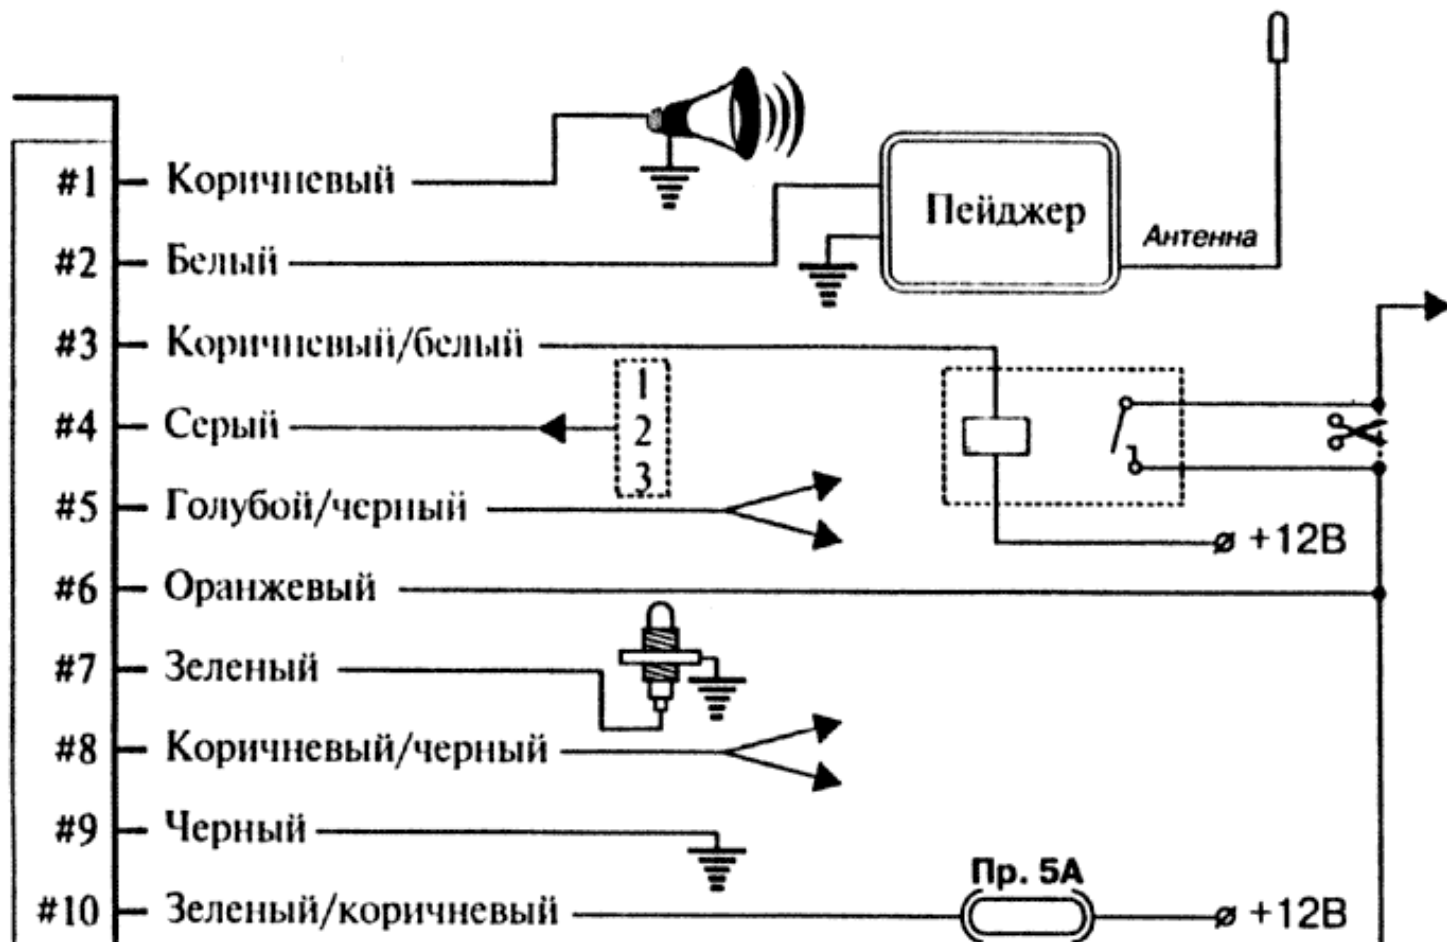 #1 Коричневый
Пейджер
Антенна
#2 Белый
#3 Коричневый/белый
1
#4 Серый
2
3
#5 Голубой/черный
+12В
#6 Оранжевый
#7 Зеленый
#8 Коричневый/черный
#9 Черный
Пр. 5А
#10 Зеленый/коричневый
+12В